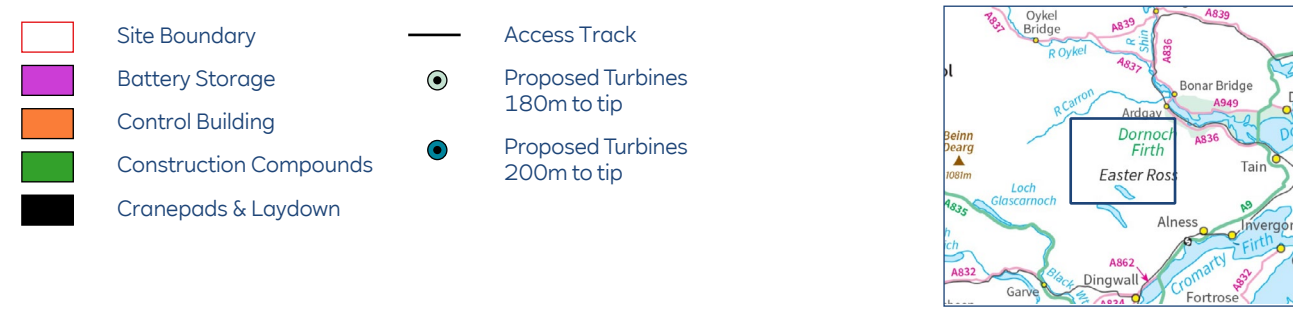 Site Boundary
Battery Storage
Control Building
Construction Compounds
Cranepads & Laydown
Access Track
Proposed Turbines
180m to tip
Proposed Turbines
200m to tip
A837
Oykel
Bridge
A839
A839
R Oykel
R
Shin
A836
A837
Bonar Bridge
A949
R Carron
Ardgay
A836
Dornoch
Firth
Beinn
Dearg
1081m
Easter Ross
Tain
Loch
Glascarnoch
A835
A9
Alness
Invergor
Firth
Cromarty
A862
A832
Dingwall
Black
Garve
A834
A832
Fortrose